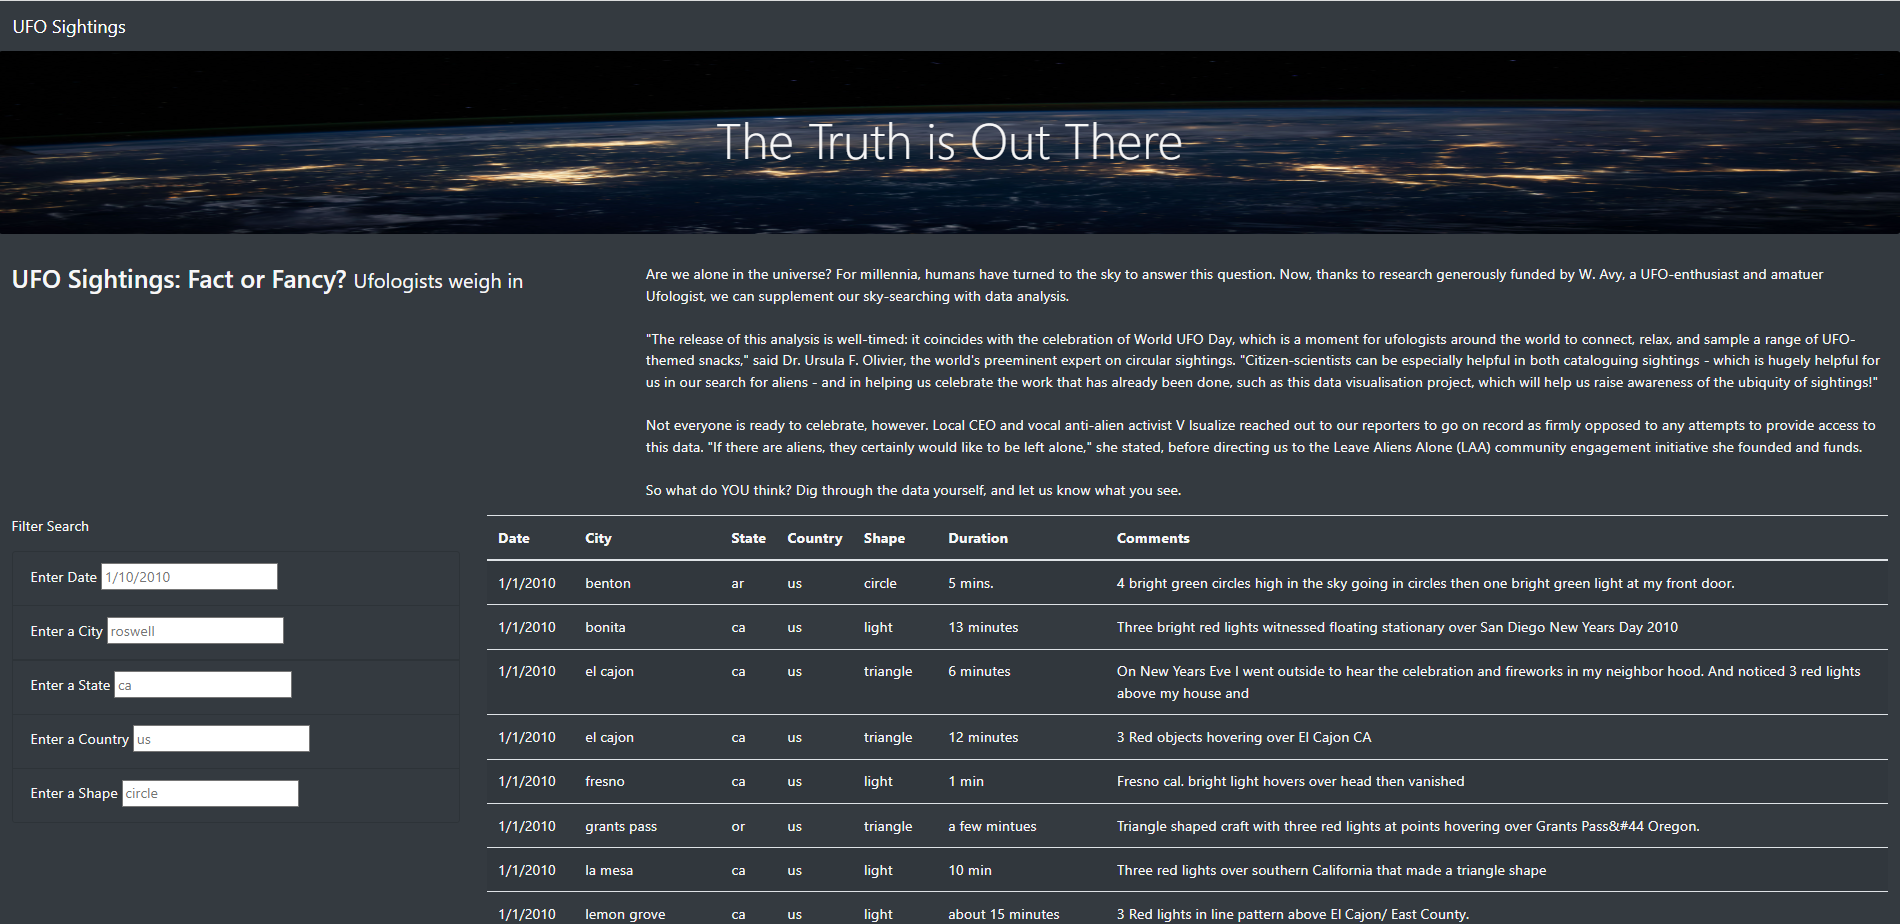 UFO Sightings
The Truth is Out There
UFO Sightings: Fact or Fancy? Ufologists weigh in
Are we alone in the universe? For millennia, humans have turned to the sky to answer this question. Now, thanks to research generously funded by W. Avy, a UFO-enthusiast and amatuer
Ufologist, we can supplement our sky-searching with data analysis.
"The release of this analysis is well-timed: it coincides with the celebration of World UFO Day, which is a moment for ufologists around the world to connect, relax, and sample a range of UFO-
themed snacks," said Dr. Ursula F. Olivier, the world's preeminent expert on circular sightings. "Citizen-scientists can be especially helpful in both cataloguing sightings - which is hugely helpful for
us in our search for aliens - and in helping us celebrate the work that has already been done, such as this data visualisation project, which will help us raise awareness of the ubiquity of sightings!"
Not everyone is ready to celebrate, however. Local CEO and vocal anti-alien activist V Isualize reached out to our reporters to go on record as firmly opposed to any attempts to provide access to
this data. "If there are aliens, they certainly would like to be left alone," she stated, before directing us to the Leave Aliens Alone (LAA) community engagement initiative she founded and funds.
So what do YOU think? Dig through the data yourself, and let us know what you see.
Filter Search
Enter Date 1/10/2010
Enter a City roswell
Enter a State ca
Enter a Country us
Enter a Shape circle
Date City State Country Shape Duration Comments
1/1/2010 benton ar us circle 5 mins. 4 bright green circles high in the sky going in circles then one bright green light at my front door.
1/1/2010 bonita ca us light 13 minutes Three bright red lights witnessed floating stationary over San Diego New Years Day 2010
1/1/2010 el cajon ca us triangle 6 minutes On New Years Eve I went outside to hear the celebration and fireworks in my neighbor hood. And noticed 3 red lights
above my house and
1/1/2010 el cajon ca us triangle 12 minutes 3 Red objects hovering over El Cajon CA
1/1/2010 fresno ca us light 1 min Fresno cal. bright light hovers over head then vanished
1/1/2010 grants pass or us triangle a few mintues Triangle shaped craft with three red lights at points hovering over Grants Pass&#44 Oregon.
1/1/2010 la mesa ca us light 10 min Three red lights over southern California that made a triangle shape
1/1/2010 lemon grove ca us light about 15 minutes 3 Red lights in line pattern above El Cajon/ East County.